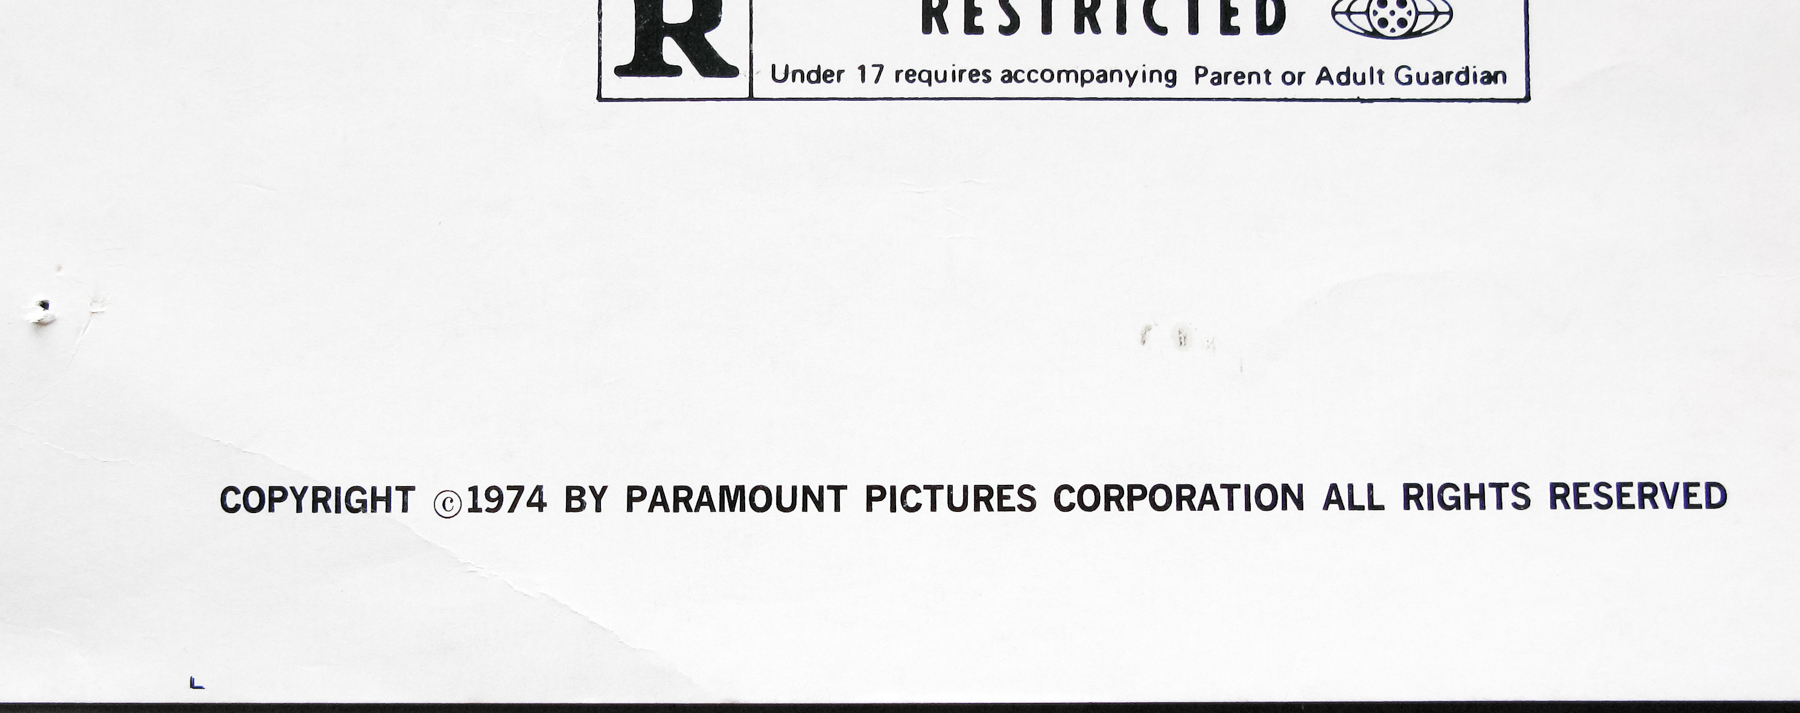 R RESTRICTED
Under 17 requires accompanying Parent or Adult Guardian
COPYRIGHT ©1974 BY PARAMOUNT PICTURES CORPORATION ALL RIGHTS RESERVED